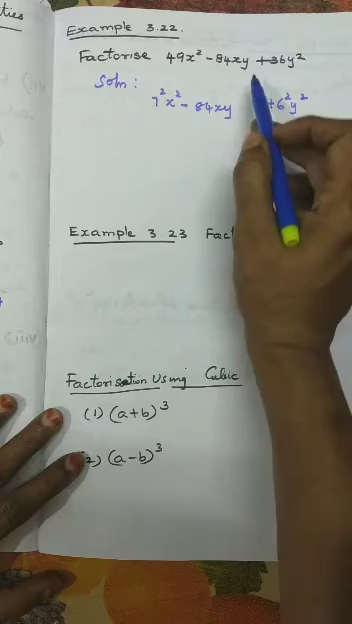 Example 3.22.
Factorise 49x² - 84xy + 36y²
Soln :
7²x² - 84xy + 6²y²
Example 3.23 Fact
Factorisation Using Cubic
(1) (a+b)³
2) (a-b)³